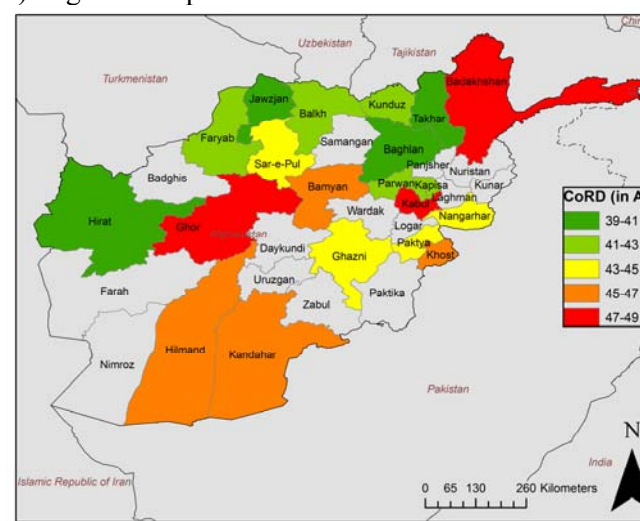 Uzbekistan
Tajikistan
Turkmenistan
Badakhshan
Jawzjan
Balkh
Kunduz
Takhar
Faryab
Samangan
Baghlan
Sar-e-Pul
Panjsher
Nuristan
Badghis
Bamyan
Parwan
Kapisa
Kunar
Laghman
Kabul
Hirat
Wardak
Nangarhar
Ghor
Logar
Daykundi
Paktya
Ghazni
Khost
Uruzgan
Farah
Zabul
Paktika
Nimroz
Hilmand
Kandahar
Pakistan
India
Islamic Republic of Iran
CoRD (in A
39-41
41-43
43-45
45-47
47-49
N
0 65 130 260 Kilometers